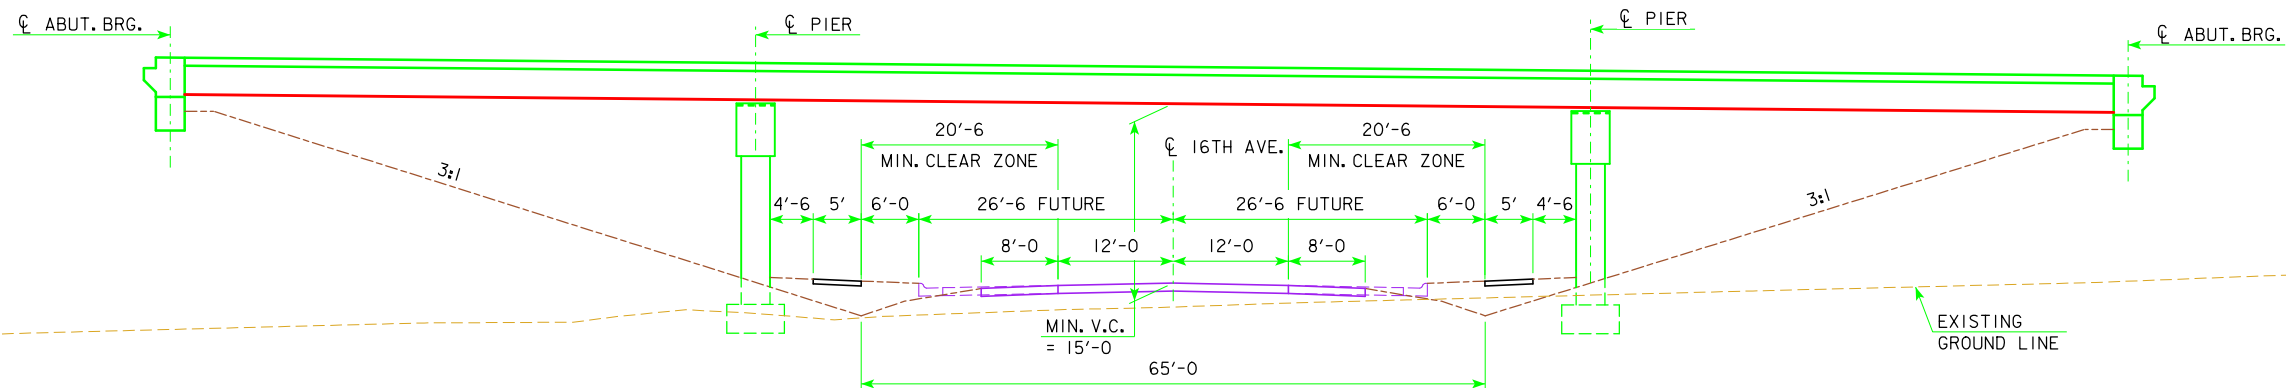 ℄ ABUT. BRG.
℄ PIER
℄ PIER
℄ ABUT. BRG.
20'-6
MIN. CLEAR ZONE
℄ 16TH AVE.
20'-6
MIN. CLEAR ZONE
3:1
3:1
4'-6
5'
6'-0
26'-6 FUTURE
26'-6 FUTURE
6'-0
5'
4'-6
8'-0
12'-0
12'-0
8'-0
MIN. V.C.
= 15'-0
EXISTING
GROUND LINE
65'-0